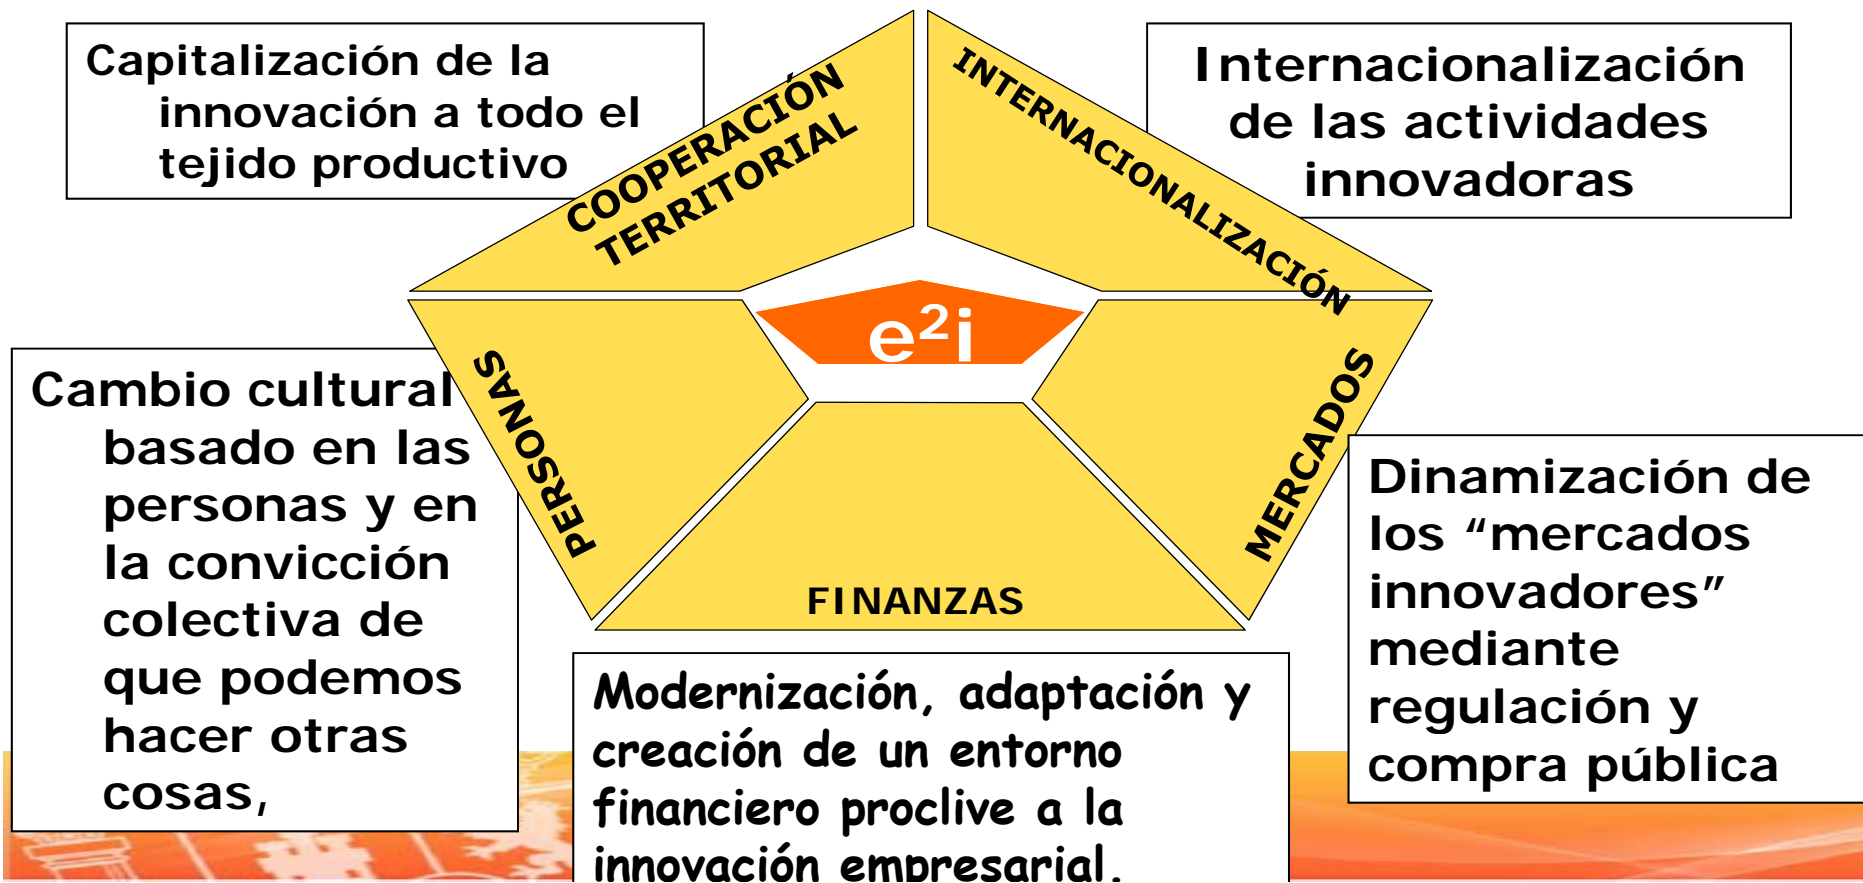 Capitalización de la
innovación a todo el
tejido productivo
COOPERACIÓN
TERRITORIAL
INTERNACIONALIZACIÓN
Internacionalización
de las actividades
innovadoras
e²i
PERSONAS
Cambio cultural
basado en las
personas y en
la convicción
colectiva de
que podemos
hacer otras
cosas,
MERCADOS
Dinamización de
los “mercados
innovadores”
mediante
regulación y
compra pública
FINANZAS
Modernización, adaptación y
creación de un entorno
financiero proclive a la
innovación empresarial.